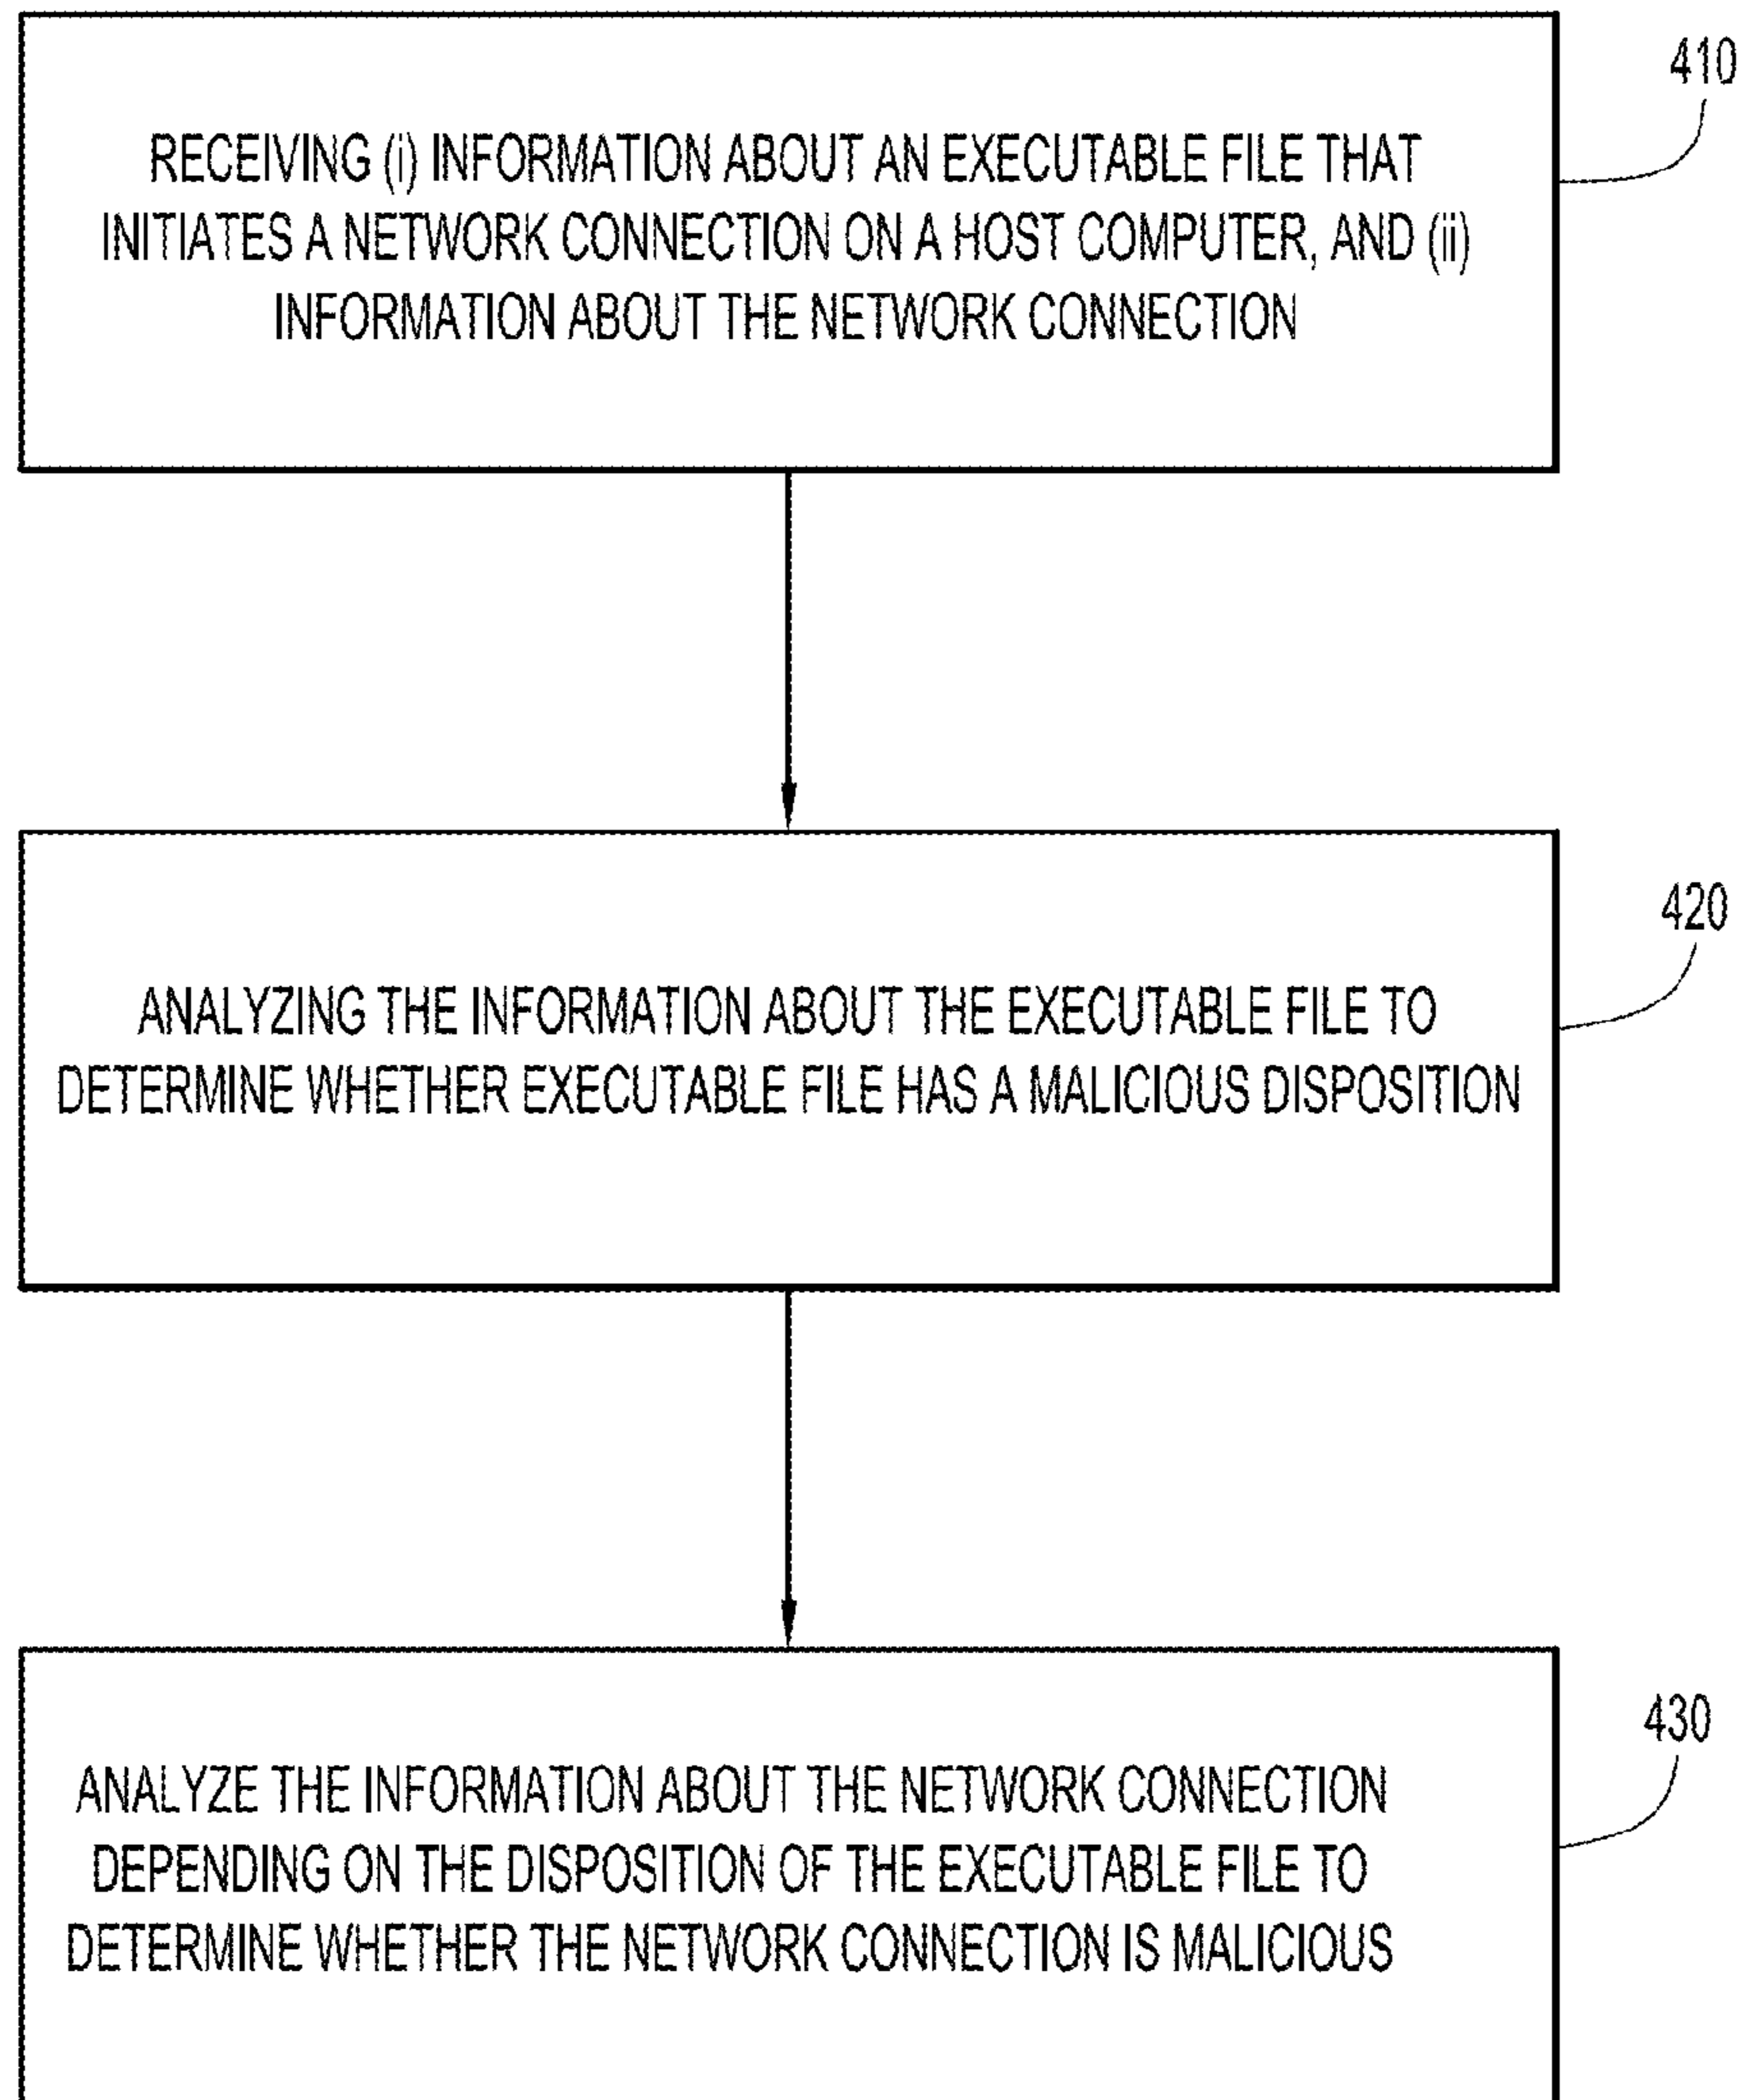 410
RECEIVING (i) INFORMATION ABOUT AN EXECUTABLE FILE THAT
INITIATES A NETWORK CONNECTION ON A HOST COMPUTER, AND (ii)
INFORMATION ABOUT THE NETWORK CONNECTION
420
ANALYZING THE INFORMATION ABOUT THE EXECUTABLE FILE TO
DETERMINE WHETHER EXECUTABLE FILE HAS A MALICIOUS DISPOSITION
430
ANALYZE THE INFORMATION ABOUT THE NETWORK CONNECTION
DEPENDING ON THE DISPOSITION OF THE EXECUTABLE FILE TO
DETERMINE WHETHER THE NETWORK CONNECTION IS MALICIOUS